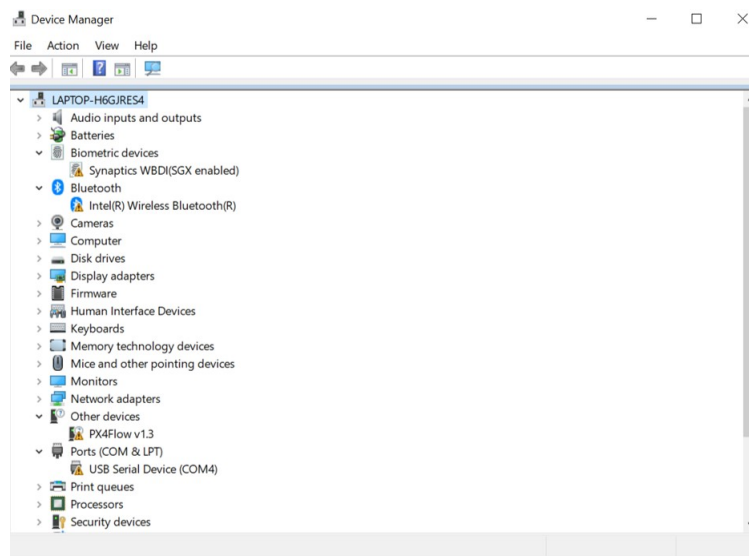 Device Manager
File Action View Help
LAPTOP-H6GJRES4
Audio inputs and outputs
Batteries
Biometric devices
Synaptics WBDI(SGX enabled)
Bluetooth
Intel(R) Wireless Bluetooth(R)
Cameras
Computer
Disk drives
Display adapters
Firmware
Human Interface Devices
Keyboards
Memory technology devices
Mice and other pointing devices
Monitors
Network adapters
Other devices
PX4Flow v1.3
Ports (COM & LPT)
USB Serial Device (COM4)
Print queues
Processors
Security devices